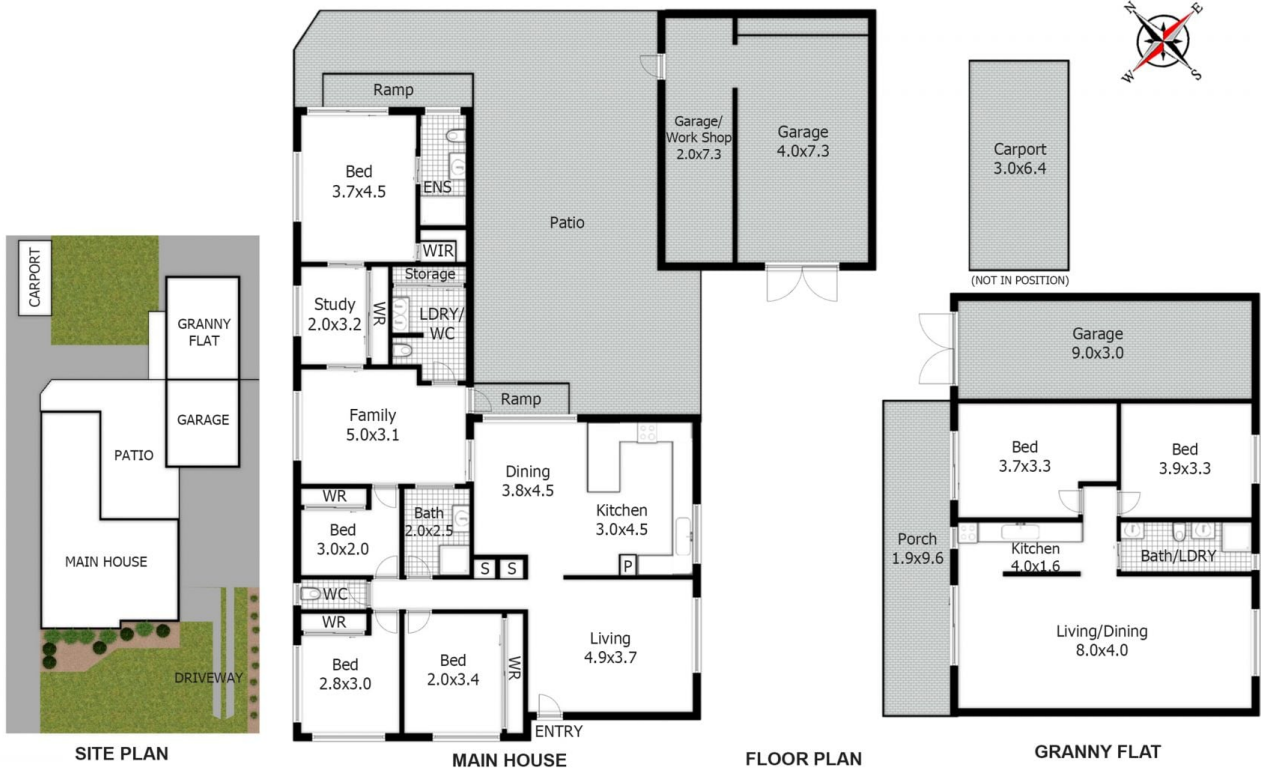 N
E
W
S
Ramp
Bed
3.7x4.5
ENS
WIR
Storage
Study
2.0x3.2
WR
LDRY/
WC
Patio
Garage/
Work Shop
2.0x7.3
Garage
4.0x7.3
Carport
3.0x6.4
(NOT IN POSITION)
Family
5.0x3.1
Ramp
Dining
3.8x4.5
Kitchen
3.0x4.5
WR
Bed
3.0x2.0
Bath
2.0x2.5
S
S
P
WC
WR
Bed
2.8x3.0
Bed
2.0x3.4
WR
Living
4.9x3.7
ENTRY
MAIN HOUSE
CARPORT
GRANNY
FLAT
GARAGE
PATIO
MAIN HOUSE
DRIVEWAY
SITE PLAN
FLOOR PLAN
Garage
9.0x3.0
Bed
3.7x3.3
Bed
3.9x3.3
Porch
1.9x9.6
Kitchen
4.0x1.6
Bath/LDRY
Living/Dining
8.0x4.0
GRANNY FLAT